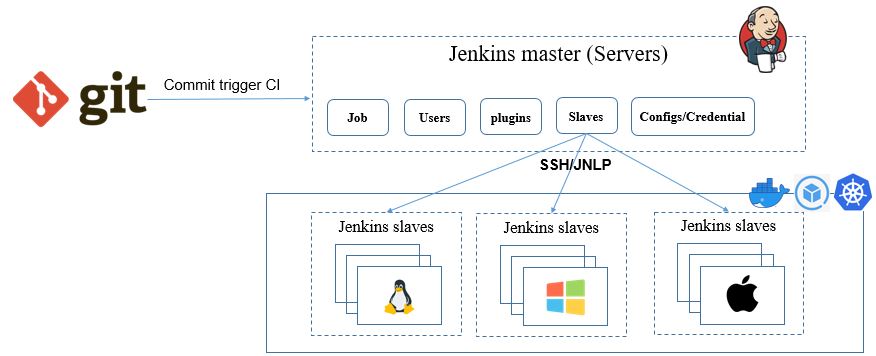 Jenkins master (Servers)
git
Commit trigger CI
Job
Users
plugins
Slaves
Configs/Credential
SSH/JNLP
Jenkins slaves
Jenkins slaves
Jenkins slaves